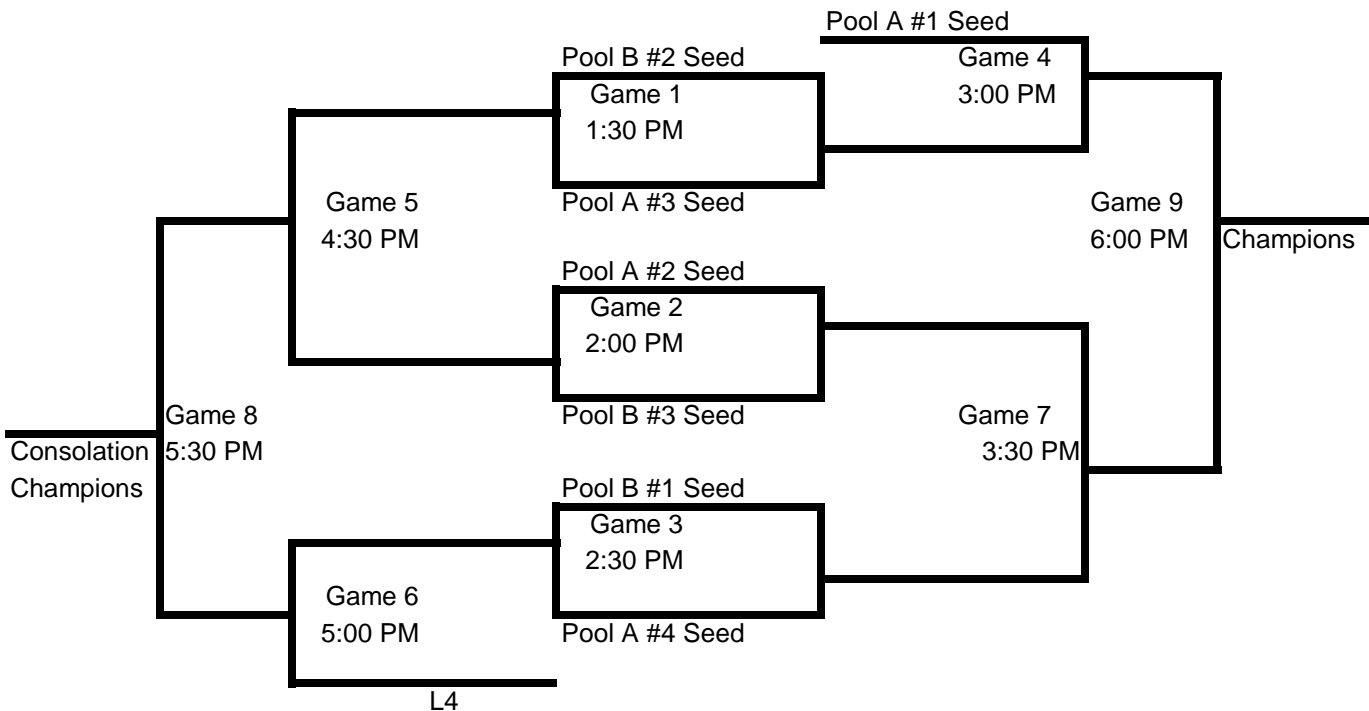 Pool A #1 Seed
Pool B #2 Seed
Game 4
3:00 PM
Game 1
1:30 PM
Pool A #3 Seed
Game 5
4:30 PM
Game 9
6:00 PM
Champions
Pool A #2 Seed
Game 2
2:00 PM
Pool B #3 Seed
Game 8
5:30 PM
Game 7
3:30 PM
Consolation
Champions
Pool B #1 Seed
Game 3
2:30 PM
Game 6
5:00 PM
Pool A #4 Seed
L4